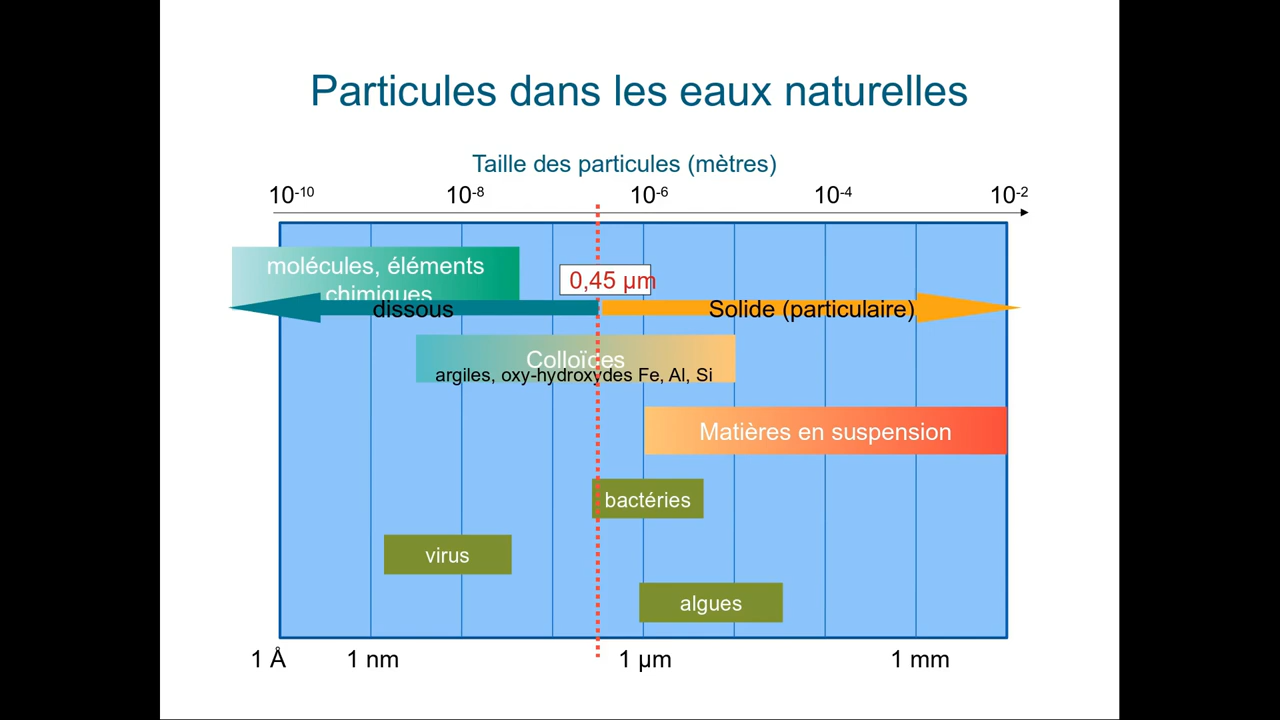 Particules dans les eaux naturelles
Taille des particules (mètres)
10-10 10-8 10-6 10-4 10-2
molécules, éléments
chimiques
0,45 µm
dissous
Solide (particulaire)
Colloïdes
argiles, oxy-hydroxydes Fe, Al, Si
Matières en suspension
bactéries
virus
algues
1 Å 1 nm 1 µm 1 mm